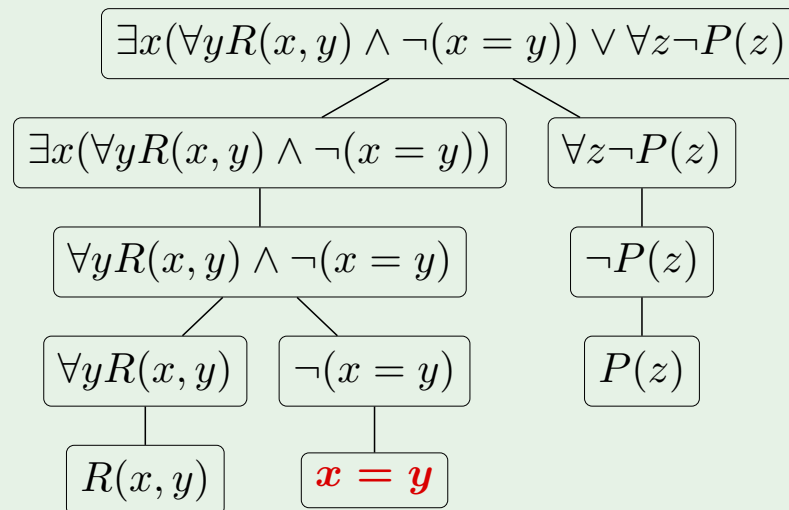 ∃x(∀yR(x, y) ∧ ¬(x = y)) ∨ ∀z¬P(z)
∃x(∀yR(x, y) ∧ ¬(x = y))
∀z¬P(z)
∀yR(x, y) ∧ ¬(x = y)
¬P(z)
∀yR(x, y)
¬(x = y)
P(z)
R(x, y)
x = y